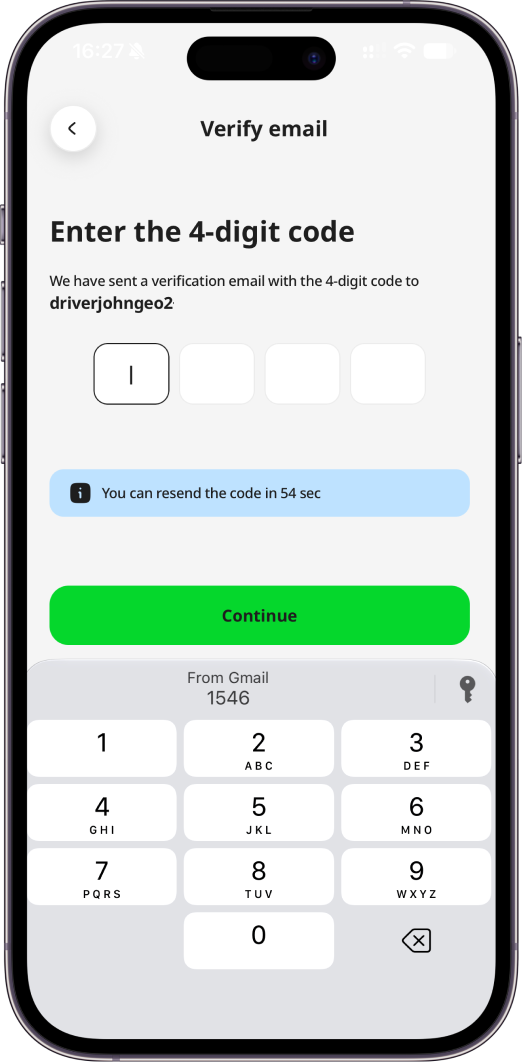 16:27
Verify email
Enter the 4-digit code
We have sent a verification email with the 4-digit code to
driverjohngeo2
You can resend the code in 54 sec
Continue
From Gmail
1546
1
2
ABC
3
DEF
4
GHI
5
JKL
6
MNO
7
PQRS
8
TUV
9
WXYZ
0